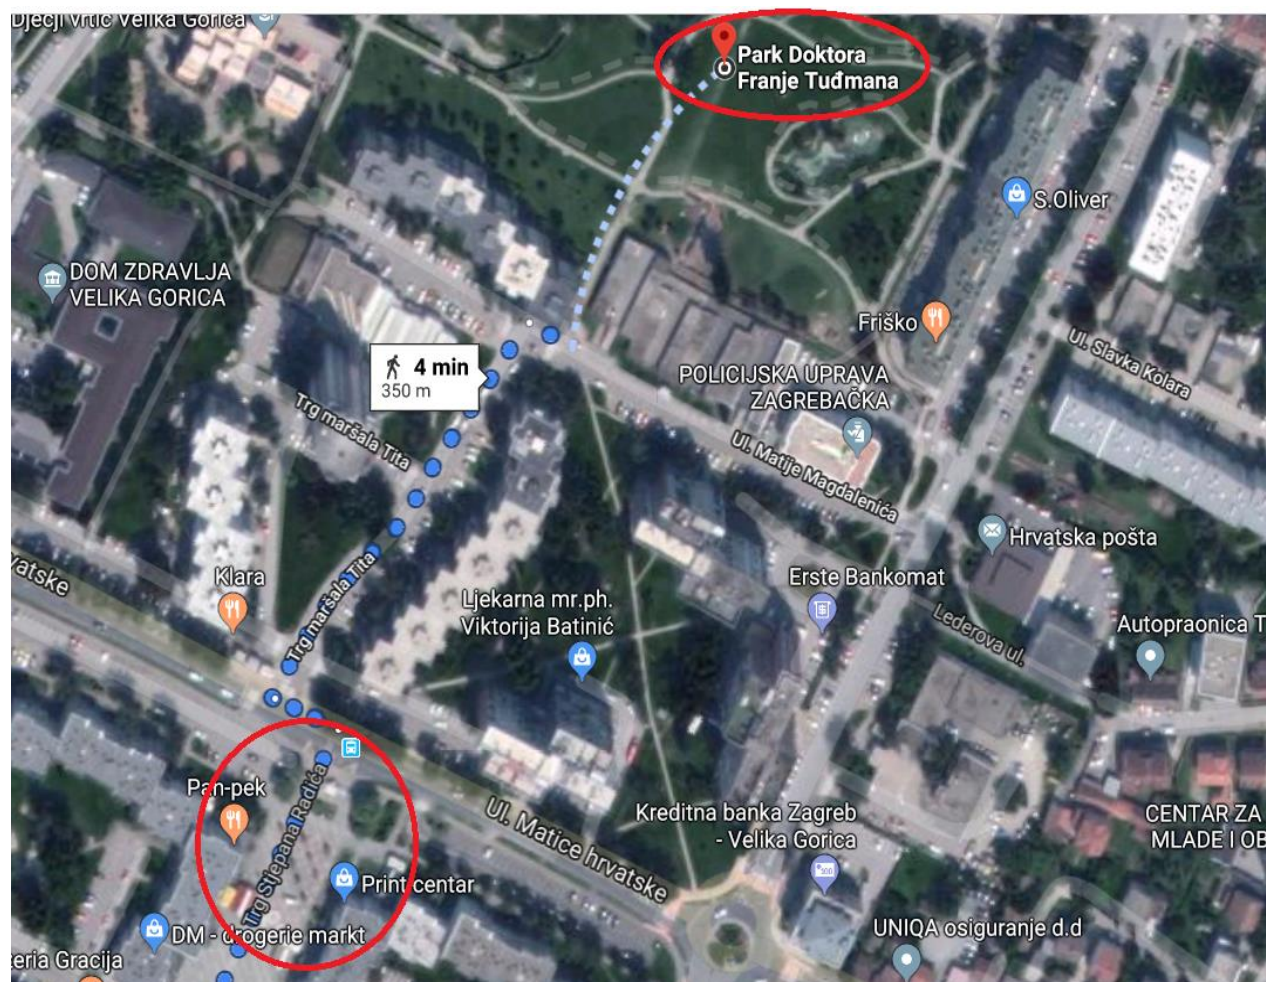 Dječji vrtić Velika Gorica
Park Doktora
Franje Tuđmana
S.Oliver
DOM ZDRAVLJA
VELIKA GORICA
Friško
Ul. Slavka Kolara
4 min
350 m
POLICIJSKA UPRAVA
ZAGREBAČKA
Trg maršala Tita
Ul. Matije Magdalenića
Hrvatska pošta
vatske
Klara
Trg maršala Tita
Erste Bankomat
Ljekarna mr.ph.
Viktorija Batinić
Lederova ul.
Autopraonica T
Pan-pek
Trg Stjepana Radića
Ul. Matice hrvatske
Kreditna banka Zagreb
- Velika Gorica
CENTAR ZA
MLADE I OB
Print centar
DM - drogerie markt
UNIQA osiguranje d.d
eria Gracija